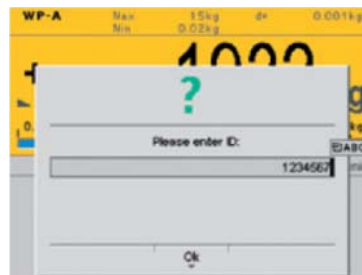 WP-A Max 15kg d= 0.001kg
Min 0.02kg
?
Please enter ID:
1234567
Ok